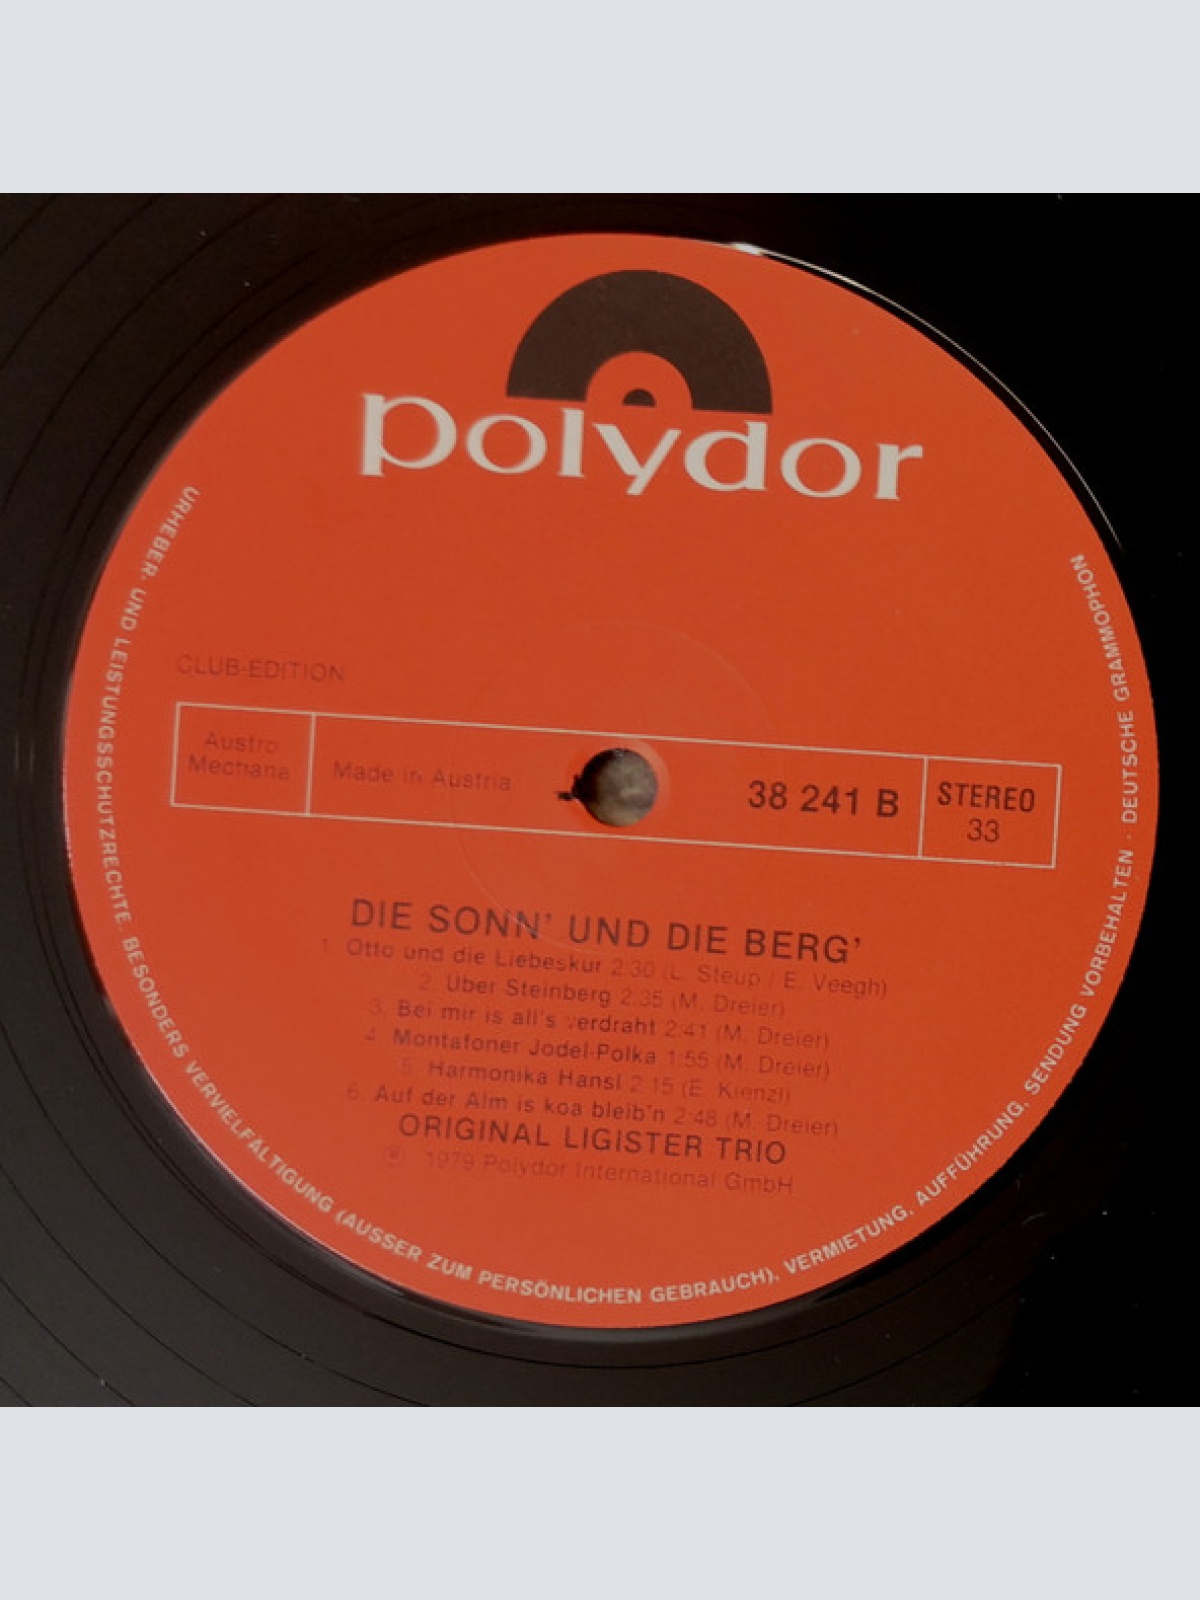 polydor
CLUB-EDITION
Austro
Mechana
Made in Austria
38 241 B
STEREO
33
DIE SONN' UND DIE BERG'
1. Otto und die Liebeskur 2:30 (L. Steup / E. Veegh)
2. Über Steinberg 2:35 (M. Dreier)
3. Bei mir is all's verdraht 2:41 (M. Dreier)
4. Montafoner Jodel-Polka 1:55 (M. Dreier)
5. Harmonika Hansl 2:15 (E. Kienzl)
6. Auf der Alm is koa bleib'n 2:48 (M. Dreier)
ORIGINAL LIGISTER TRIO
Ⓟ 1979 Polydor International GmbH
URHEBER- UND LEISTUNGSSCHUTZRECHTE, BESONDERS VERVIELFÄLTIGUNG (AUSSER ZUM PERSÖNLICHEN GEBRAUCH), VERMIETUNG, AUFFÜHRUNG, SENDUNG VORBEHALTEN · DEUTSCHE GRAMMOPHON